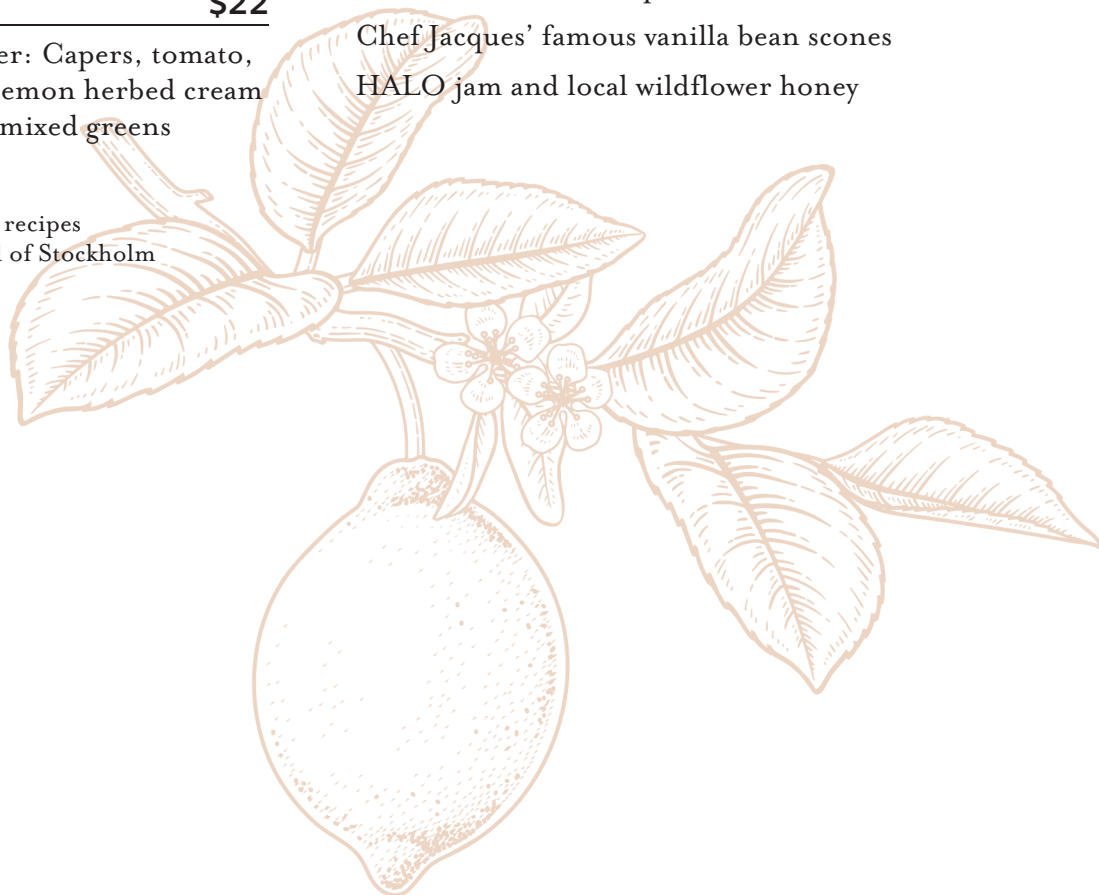 $22
er: Capers, tomato,
emon herbed cream
mixed greens
recipes
of Stockholm
Chef Jacques’ famous vanilla bean scones
HALO jam and local wildflower honey